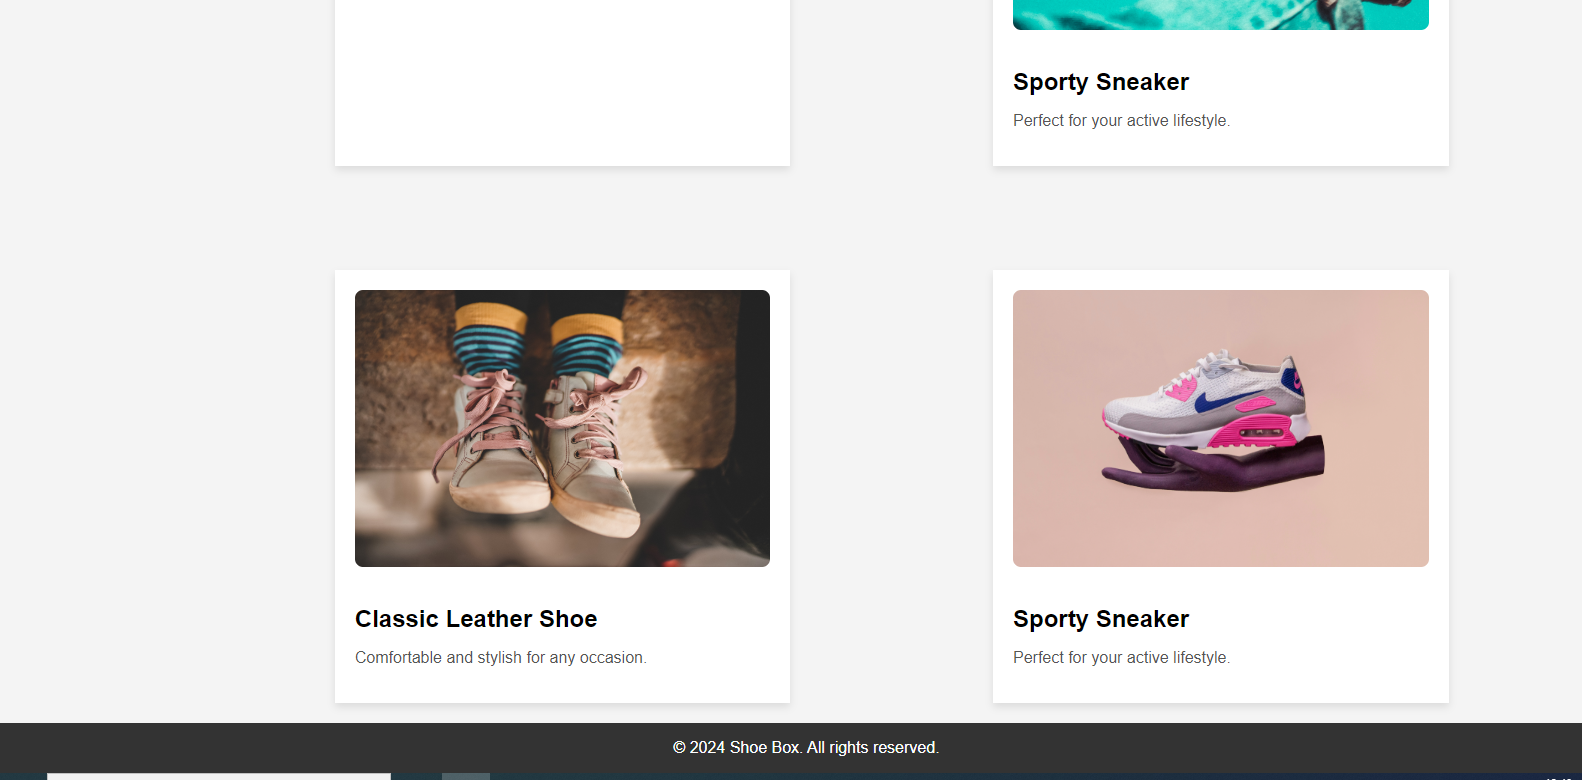 Sporty Sneaker
Perfect for your active lifestyle.
Classic Leather Shoe
Comfortable and stylish for any occasion.
Sporty Sneaker
Perfect for your active lifestyle.
© 2024 Shoe Box. All rights reserved.